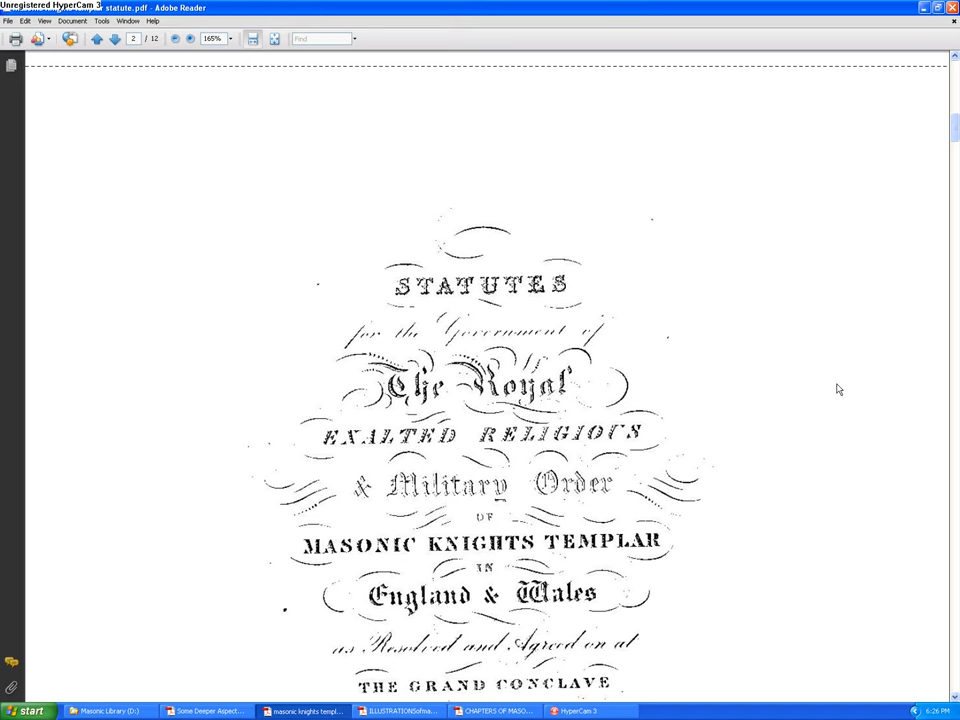 Unregistered HyperCam 3
statute.pdf - Adobe Reader
File Edit View Document Tools Window Help
2 / 12 165% Find
STATUTES
for the Government of
The Royal
EXALTED RELIGIOUS
& Military Order
OF
MASONIC KNIGHTS TEMPLAR
IN
England & Wales
as Resolved and Agreed on at
THE GRAND CONCLAVE
start Masonic Library (D:) Some Deeper Aspect... masonic knights templ... ILLUSTRATIONSofma... CHAPTERS OF MASO... HyperCam 3 6:26 PM